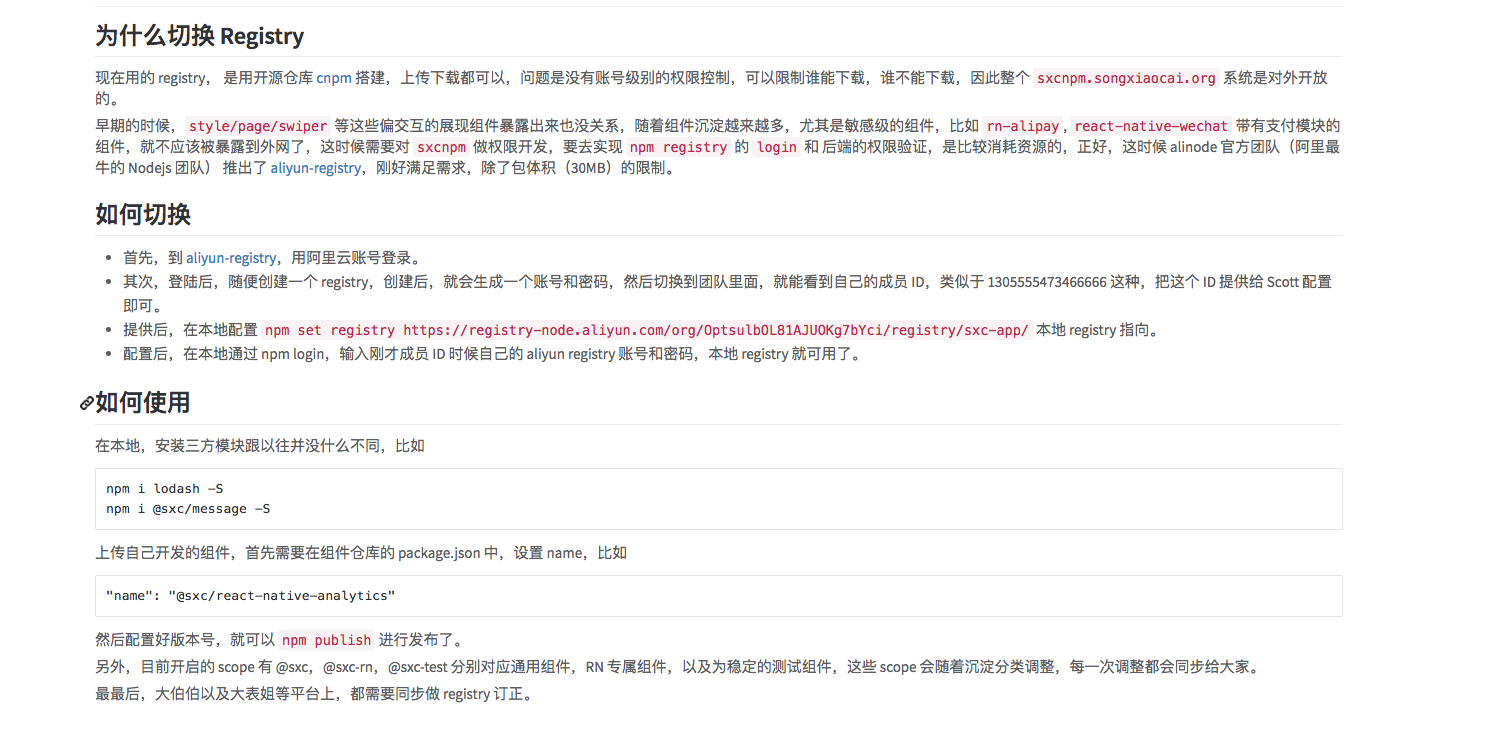 为什么切换 Registry
现在用的 registry， 是用开源仓库 cnpm 搭建，上传下载都可以，问题是没有账号级别的权限控制，可以限制谁能下载，谁不能下载，因此整个 sxcnpm.songxiaocai.org 系统是对外开放
的。
早期的时候， style/page/swiper 等这些偏交互的展现组件暴露出来也没关系，随着组件沉淀越来越多，尤其是敏感级的组件，比如 rn-alipay , react-native-wechat 带有支付模块的
组件，就不应该被暴露到外网了，这时候需要对 sxcnpm 做权限开发，要去实现 npm registry 的 login 和 后端的权限验证，是比较消耗资源的，正好，这时候 alinode 官方团队（阿里最
牛的 Nodejs 团队） 推出了 aliyun-registry，刚好满足需求，除了包体积（30MB）的限制。
如何切换
• 首先，到 aliyun-registry，用阿里云账号登录。
• 其次，登陆后，随便创建一个 registry，创建后，就会生成一个账号和密码，然后切换到团队里面，就能看到自己的成员 ID，类似于 1305555473466666 这种，把这个 ID 提供给 Scott 配置
即可。
• 提供后，在本地配置 npm set registry https://registry-node.aliyun.com/org/OptsulbOL81AJUOKg7bYci/registry/sxc-app/ 本地 registry 指向。
• 配置后，在本地通过 npm login，输入刚才成员 ID 时候自己的 aliyun registry 账号和密码，本地 registry 就可用了。
如何使用
在本地，安装三方模块跟以往并没什么不同，比如
npm i lodash -S
npm i @sxc/message -S
上传自己开发的组件，首先需要在组件仓库的 package.json 中，设置 name，比如
"name": "@sxc/react-native-analytics"
然后配置好版本号，就可以 npm publish 进行发布了。
另外，目前开启的 scope 有 @sxc，@sxc-rn，@sxc-test 分别对应通用组件，RN 专属组件，以及为稳定的测试组件，这些 scope 会随着沉淀分类调整，每一次调整都会同步给大家。
最最后，大伯伯以及大表姐等平台上，都需要同步做 registry 订正。